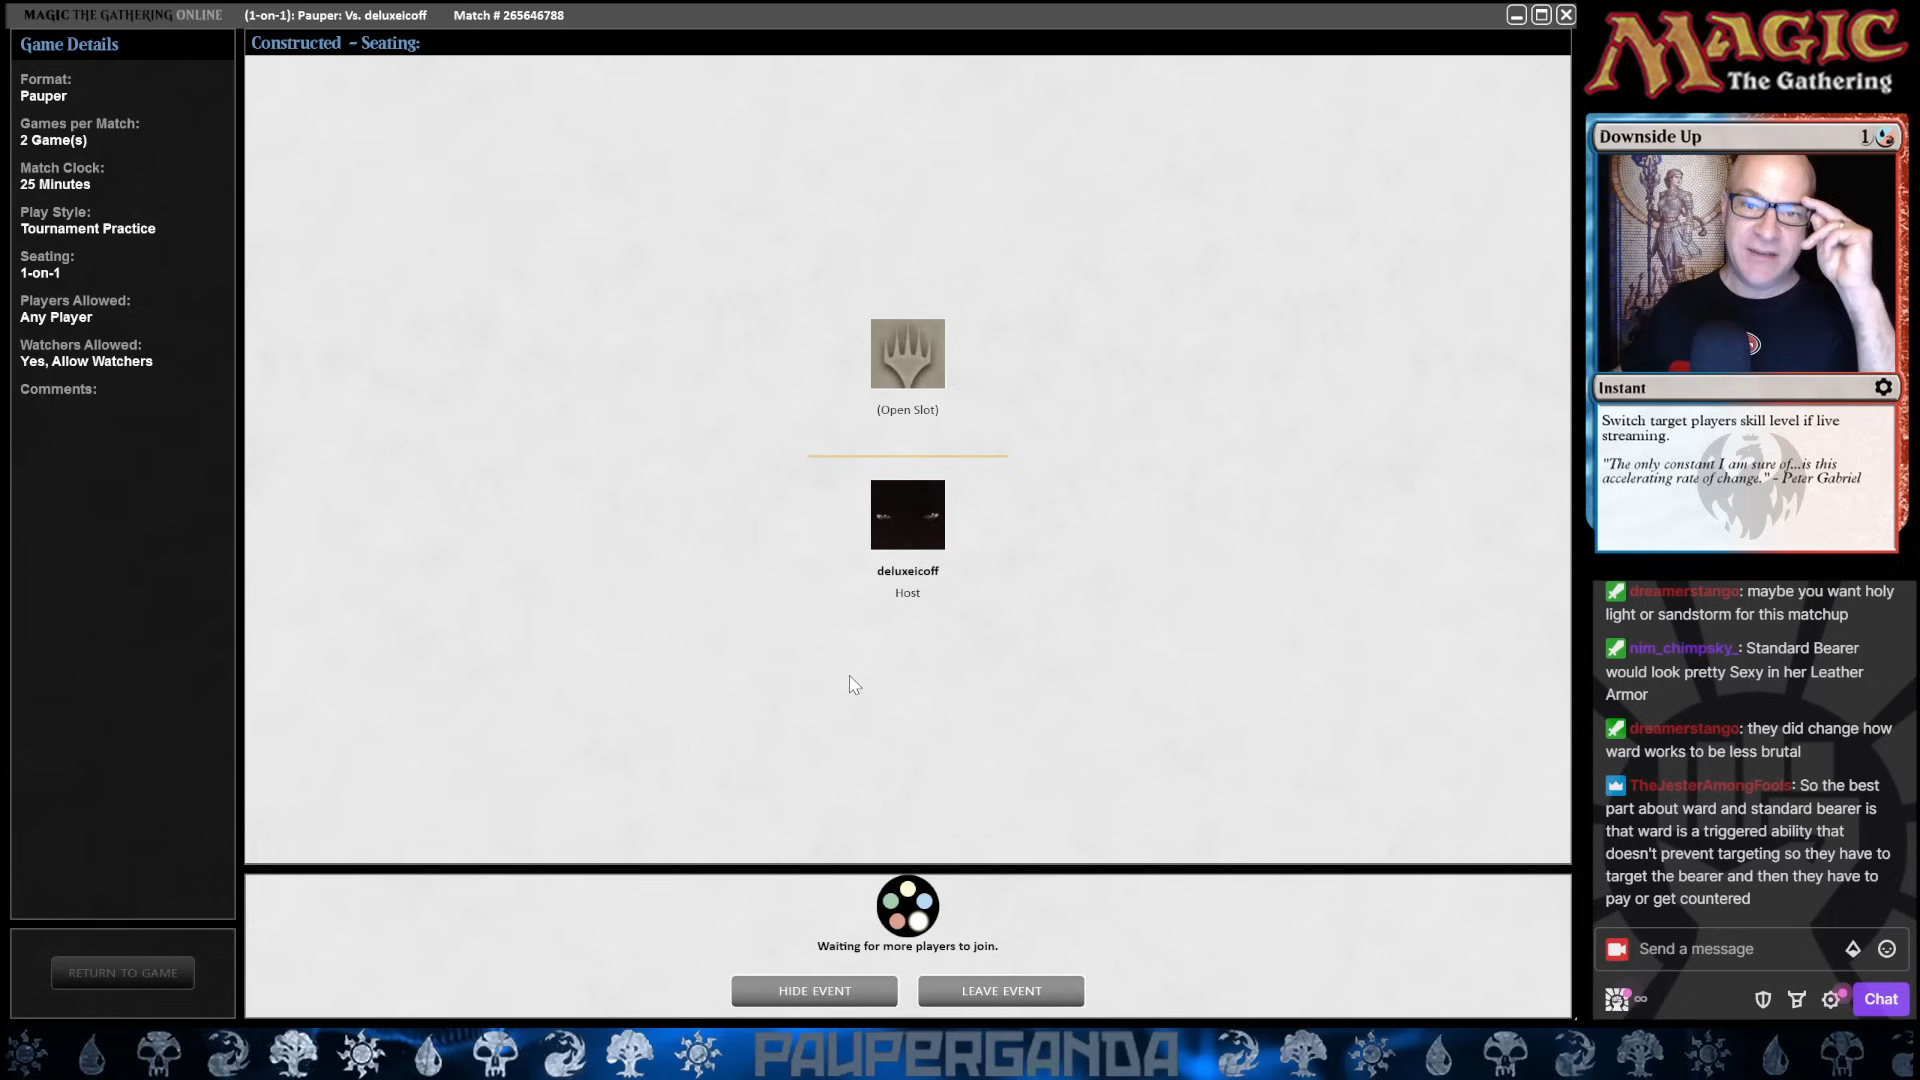 MAGIC THE GATHERING ONLINE
(1-on-1): Pauper: Vs. deluxeicoff
Match # 265646788
Game Details
Format:
Pauper
Games per Match:
2 Game(s)
Match Clock:
25 Minutes
Play Style:
Tournament Practice
Seating:
1-on-1
Players Allowed:
Any Player
Watchers Allowed:
Yes, Allow Watchers
Comments:
RETURN TO GAME
Constructed - Seating:
(Open Slot)
deluxeicoff
Host
Waiting for more players to join.
HIDE EVENT
LEAVE EVENT
MAGIC
The Gathering
Downside Up
1
Instant
Switch target players skill level if live
streaming.
"The only constant I am sure of...is this
accelerating rate of change." - Peter Gabriel
dreamerstango: maybe you want holy
light or sandstorm for this matchup
nim_chimpsky_: Standard Bearer
would look pretty Sexy in her Leather
Armor
dreamerstango: they did change how
ward works to be less brutal
TheJesterAmongFools: So the best
part about ward and standard bearer is
that ward is a triggered ability that
doesn't prevent targeting so they have to
target the bearer and then they have to
pay or get countered
Send a message
∞
Chat
PAUPERGANDA